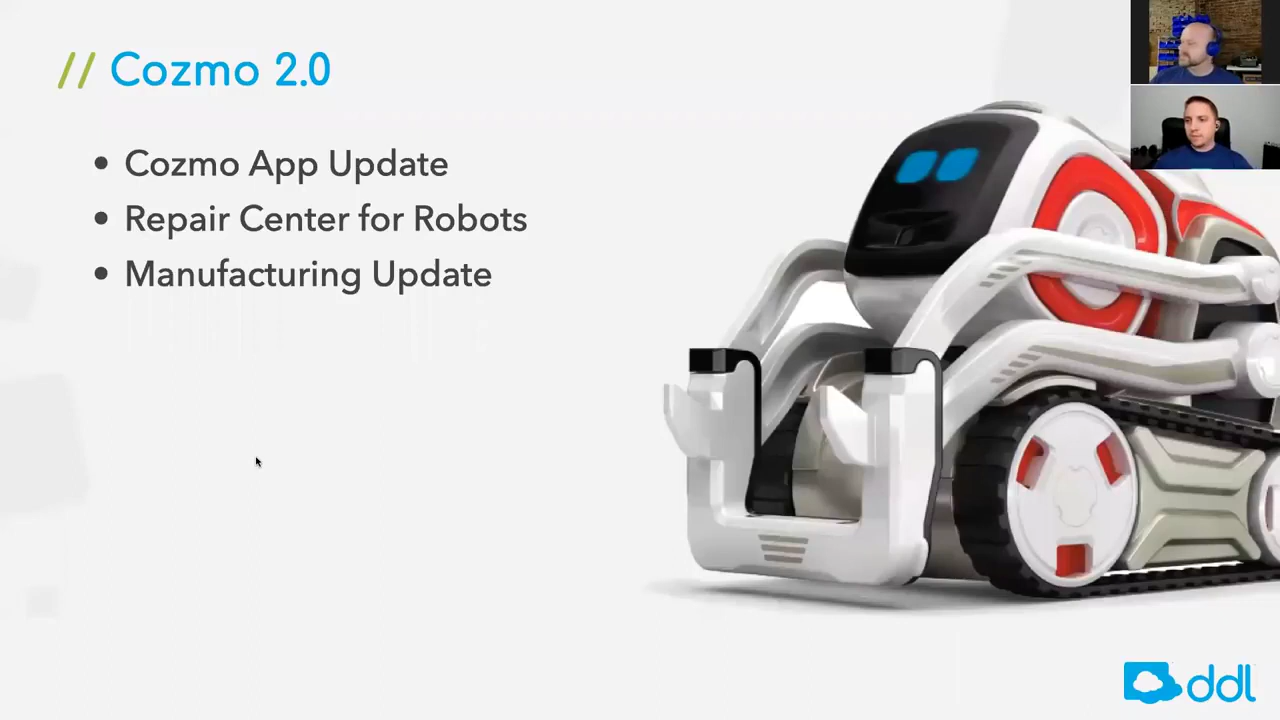 // Cozmo 2.0
• Cozmo App Update
• Repair Center for Robots
• Manufacturing Update
ddl